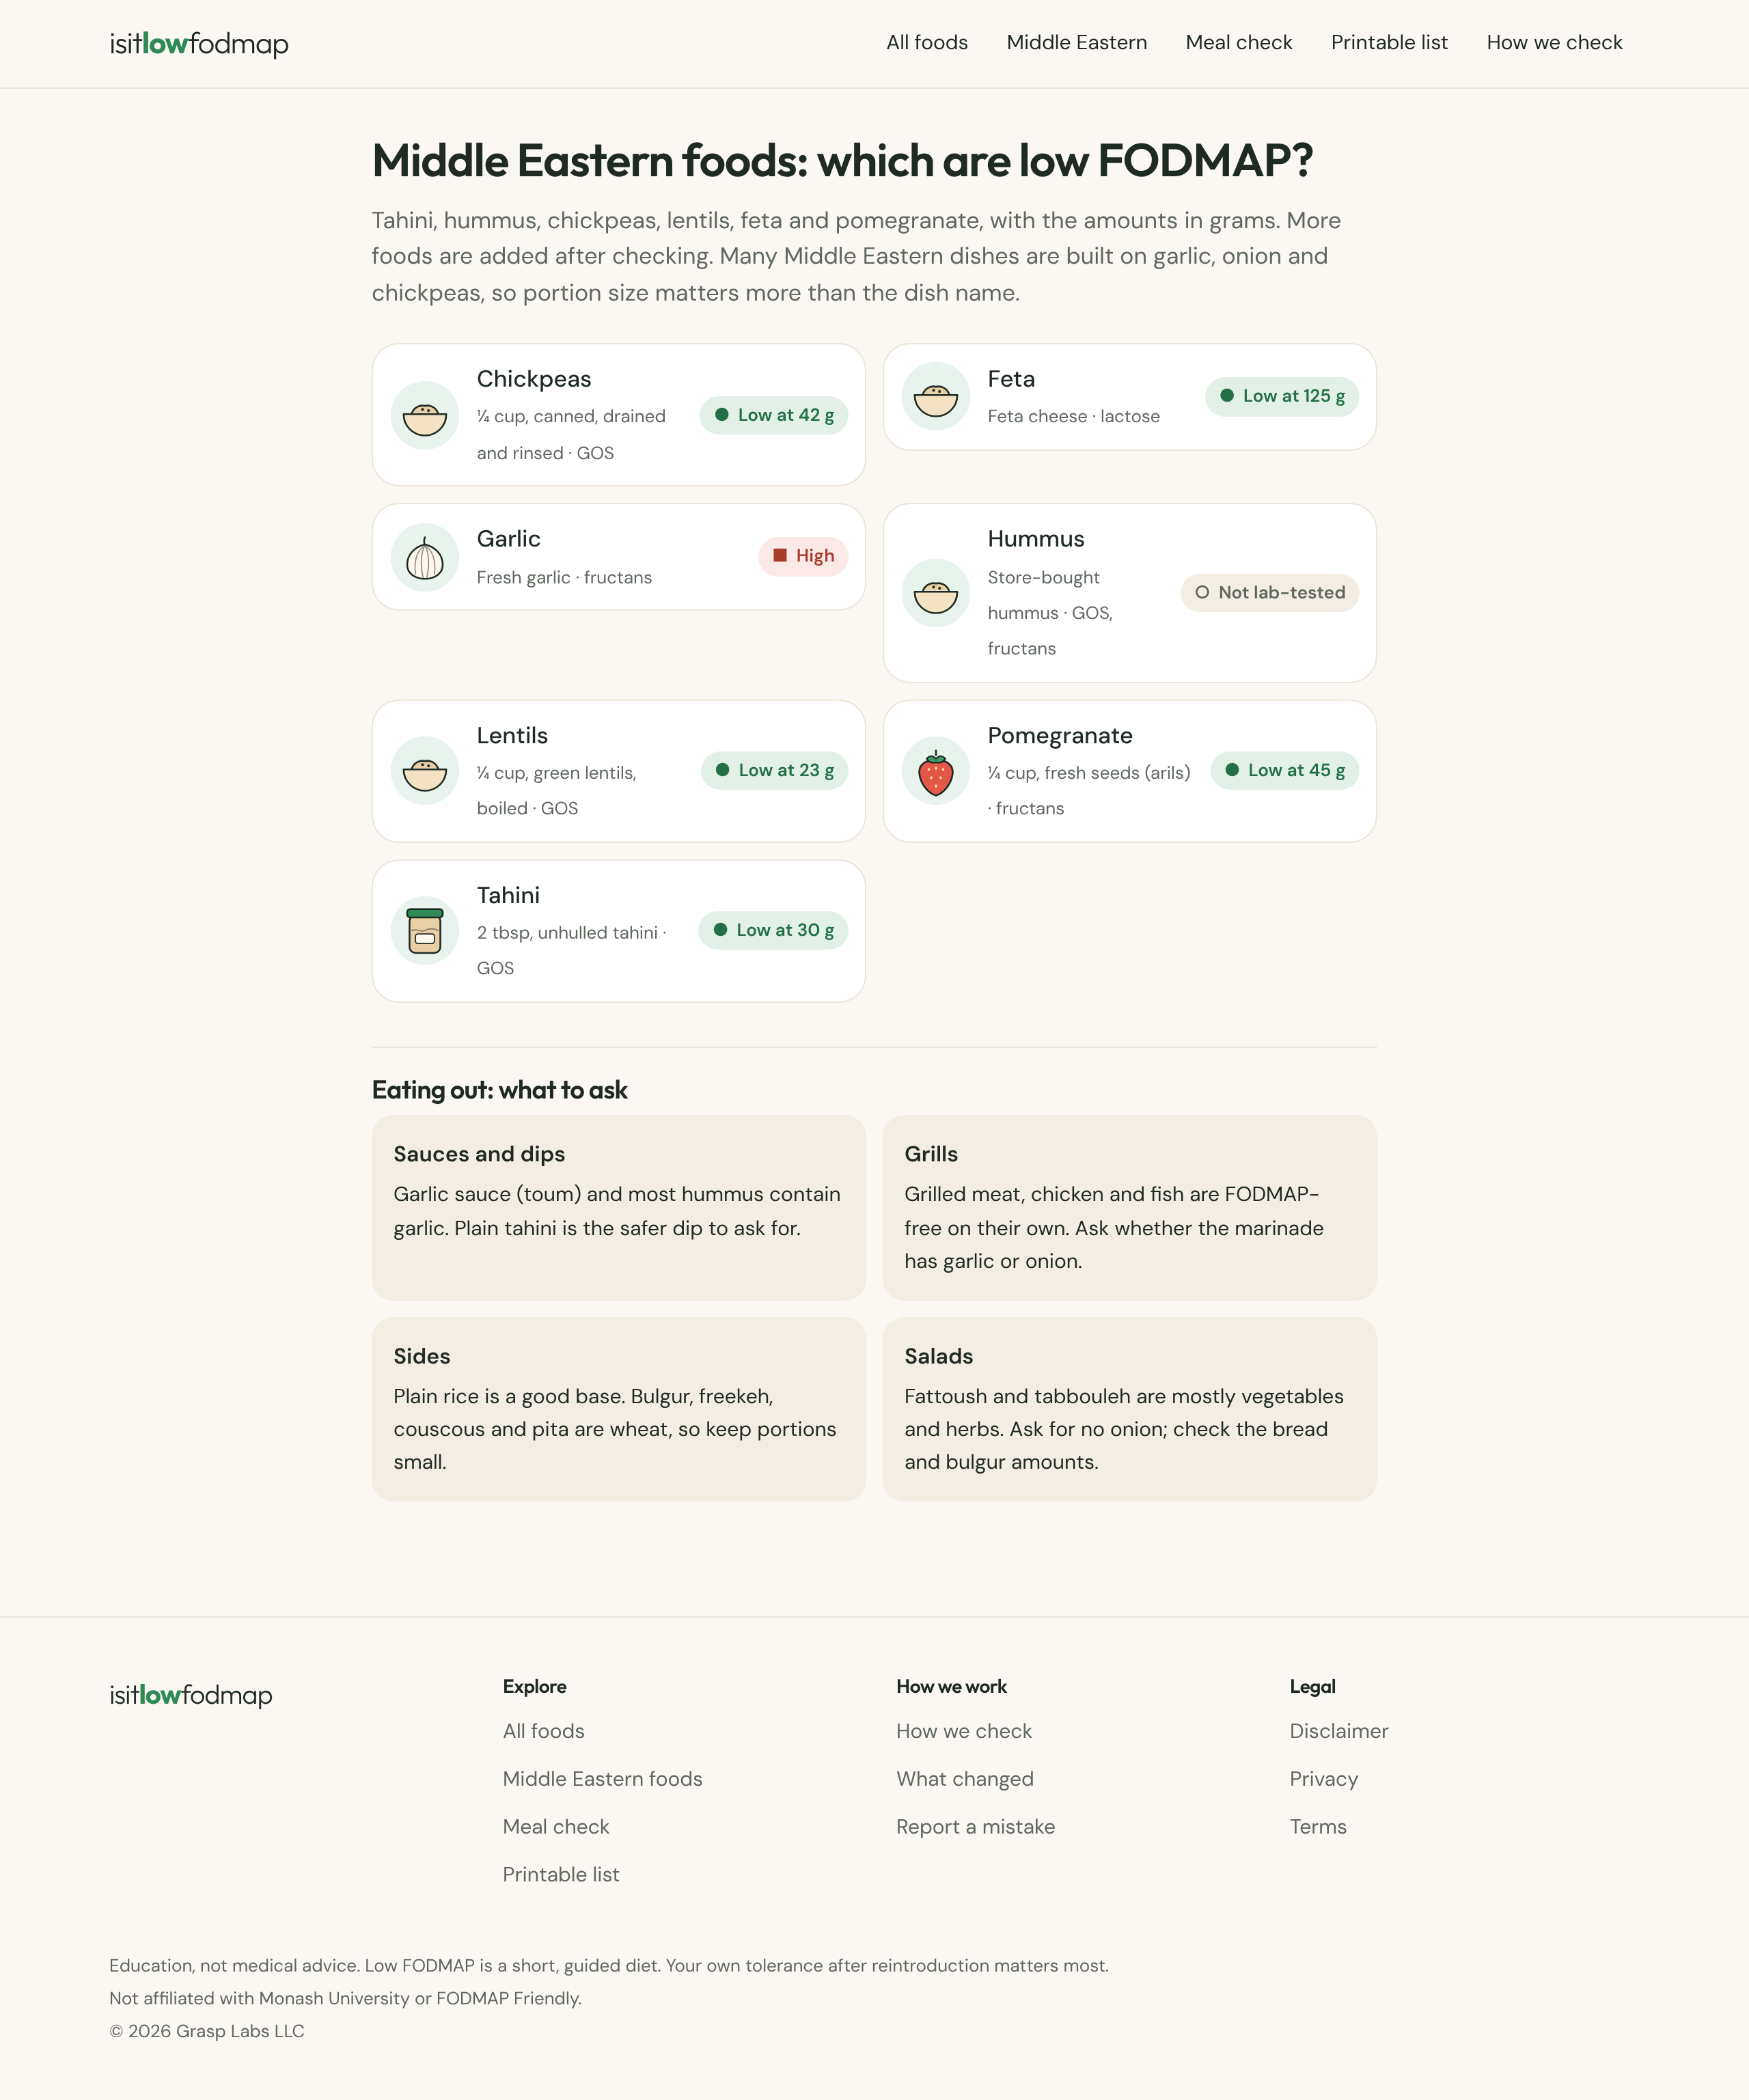 isitlowfodmap
All foods
Middle Eastern
Meal check
Printable list
How we check
Middle Eastern foods: which are low FODMAP?
Tahini, hummus, chickpeas, lentils, feta and pomegranate, with the amounts in grams. More
foods are added after checking. Many Middle Eastern dishes are built on garlic, onion and
chickpeas, so portion size matters more than the dish name.
Chickpeas
¼ cup, canned, drained
and rinsed · GOS
Low at 42 g
Feta
Feta cheese · lactose
Low at 125 g
Garlic
Fresh garlic · fructans
High
Hummus
Store-bought
hummus · GOS,
fructans
Not lab-tested
Lentils
¼ cup, green lentils,
boiled · GOS
Low at 23 g
Pomegranate
¼ cup, fresh seeds (arils)
· fructans
Low at 45 g
Tahini
2 tbsp, unhulled tahini ·
GOS
Low at 30 g
Eating out: what to ask
Sauces and dips
Garlic sauce (toum) and most hummus contain
garlic. Plain tahini is the safer dip to ask for.
Grills
Grilled meat, chicken and fish are FODMAP-
free on their own. Ask whether the marinade
has garlic or onion.
Sides
Plain rice is a good base. Bulgur, freekeh,
couscous and pita are wheat, so keep portions
small.
Salads
Fattoush and tabbouleh are mostly vegetables
and herbs. Ask for no onion; check the bread
and bulgur amounts.
isitlowfodmap
Explore
All foods
Middle Eastern foods
Meal check
Printable list
How we work
How we check
What changed
Report a mistake
Legal
Disclaimer
Privacy
Terms
Education, not medical advice. Low FODMAP is a short, guided diet. Your own tolerance after reintroduction matters most.
Not affiliated with Monash University or FODMAP Friendly.
© 2026 Grasp Labs LLC